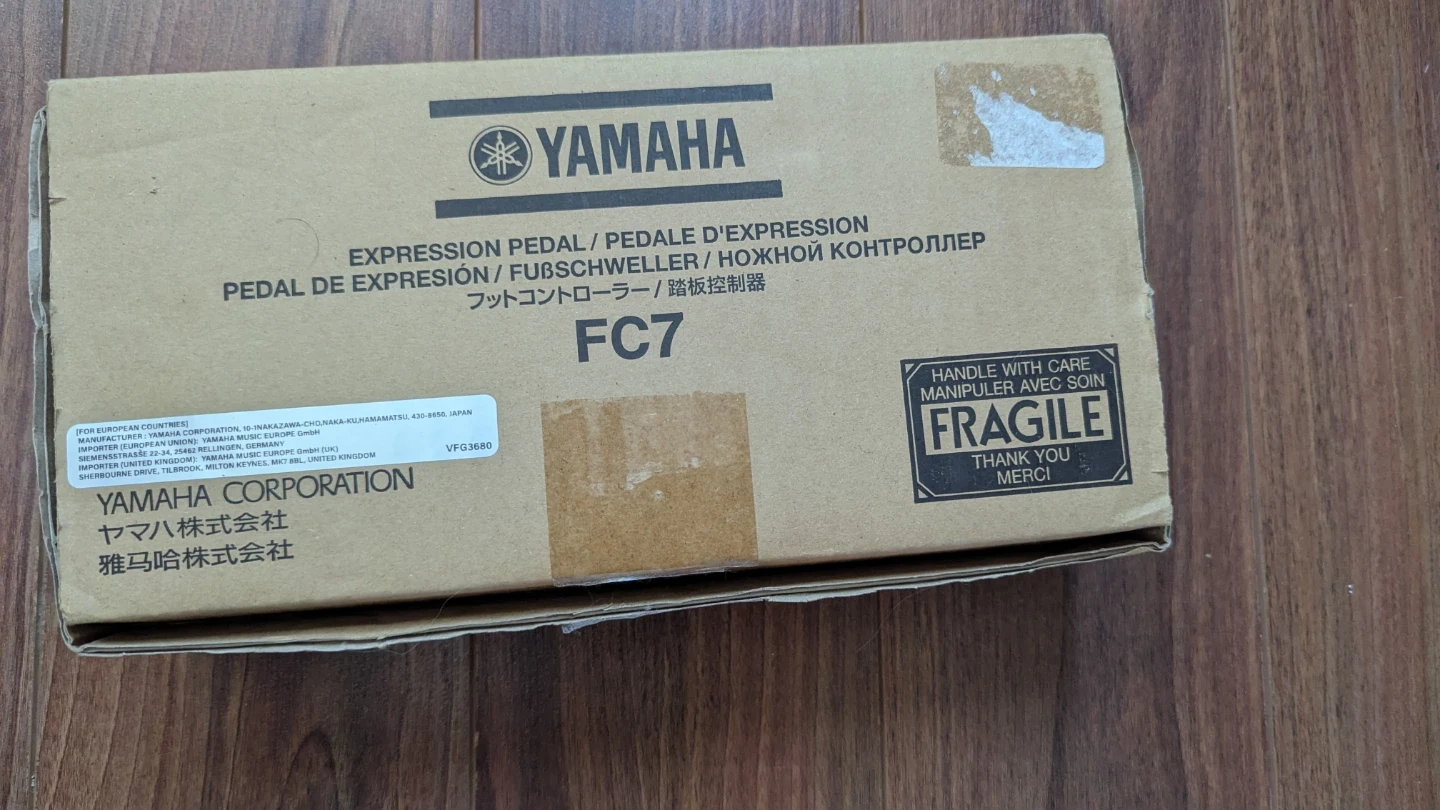 YAMAHA
EXPRESSION PEDAL / PEDALE D'EXPRESSION
PEDAL DE EXPRESIÓN / FUßSCHWELLER / НОЖНОЙ КОНТРОЛЛЕР
フットコントローラー / 踏板控制器
FC7
[FOR EUROPEAN COUNTRIES]
MANUFACTURER : YAMAHA CORPORATION, 10-1NAKAZAWA-CHO,NAKA-KU,HAMAMATSU, 430-8650, JAPAN
IMPORTER (EUROPEAN UNION): YAMAHA MUSIC EUROPE GmbH
SIEMENSSTRASSE 22-34, 25462 RELLINGEN, GERMANY
IMPORTER (UNITED KINGDOM): YAMAHA MUSIC EUROPE GmbH (UK)
SHERBOURNE DRIVE, TILBROOK, MILTON KEYNES, MK7 8BL, UNITED KINGDOM
VFG3680
YAMAHA CORPORATION
ヤマハ株式会社
雅马哈株式会社
HANDLE WITH CARE
MANIPULER AVEC SOIN
FRAGILE
THANK YOU
MERCI